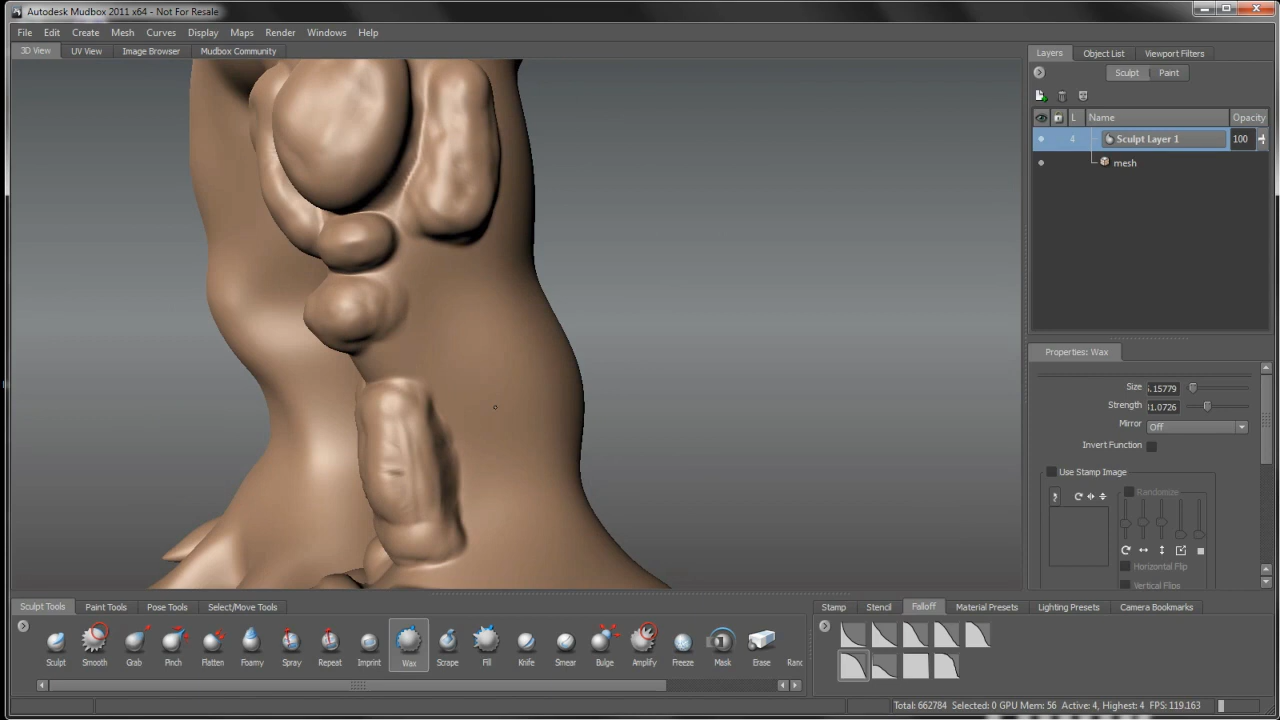 Autodesk Mudbox 2011 x64 - Not For Resale
File Edit Create Mesh Curves Display Maps Render Windows Help
3D View UV View Image Browser Mudbox Community
Layers Object List Viewport Filters
Sculpt Paint
L Name Opacity
4 Sculpt Layer 1 100
mesh
Properties: Wax
Size .15779
Strength 31.0726
Mirror Off
Invert Function
Use Stamp Image
Randomize
Horizontal Flip
Vertical Flips
Sculpt Tools Paint Tools Pose Tools Select/Move Tools
Sculpt Smooth Grab Pinch Flatten Foamy Spray Repeat Imprint Wax Scrape Fill Knife Smear Bulge Amplify Freeze Mask Erase Ranc
Stamp Stencil Falloff Material Presets Lighting Presets Camera Bookmarks
Total: 662784 Selected: 0 GPU Mem: 56 Active: 4, Highest: 4 FPS: 119.163